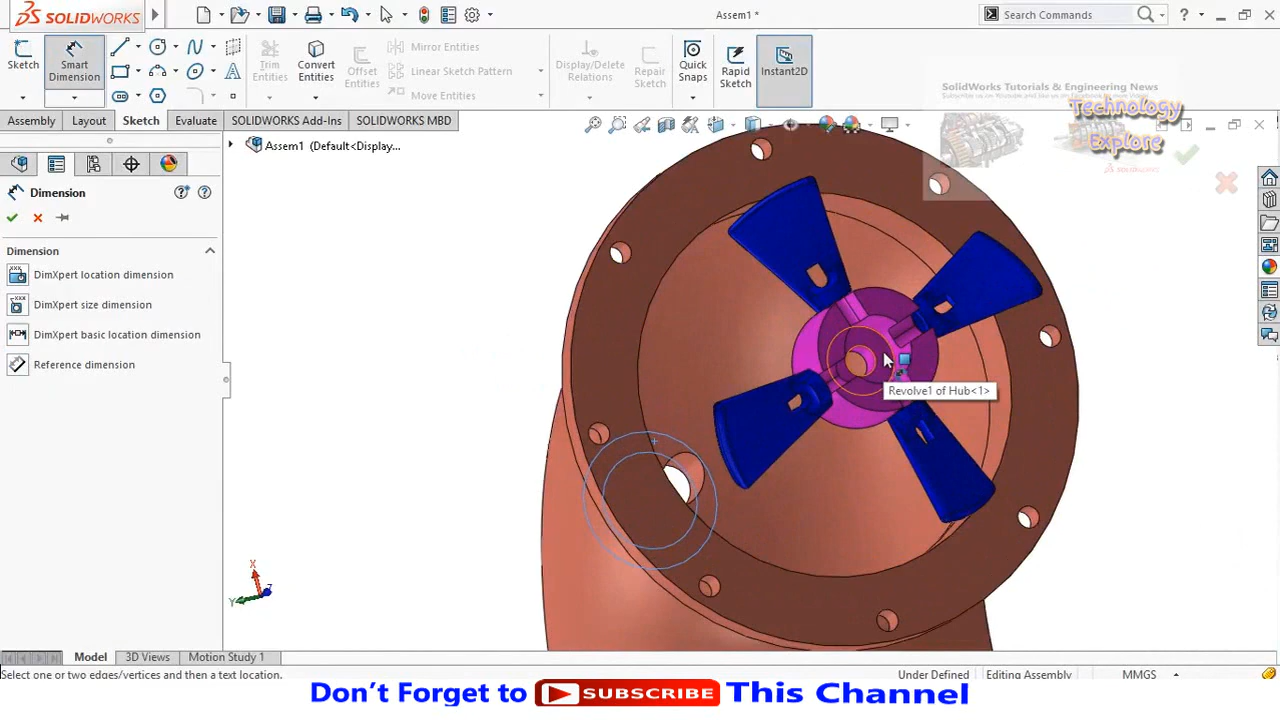 SOLIDWORKS
Assem1 *
Search Commands
Sketch
Smart Dimension
Trim Entities
Convert Entities
Offset Entities
Mirror Entities
Linear Sketch Pattern
Move Entities
Display/Delete Relations
Repair Sketch
Quick Snaps
Rapid Sketch
Instant2D
SolidWorks Tutorials & Engineering News
Technology
Explore
Assembly
Layout
Sketch
Evaluate
SOLIDWORKS Add-Ins
SOLIDWORKS MBD
Assem1 (Default<Display...
Dimension
Dimension
DimXpert location dimension
DimXpert size dimension
DimXpert basic location dimension
Reference dimension
Revolve1 of Hub<1>
X
Y
Z
Model
3D Views
Motion Study 1
Select one or two edges/vertices and then a text location.
Under Defined
Editing Assembly
MMGS
Don't Forget to SUBSCRIBE This Channel